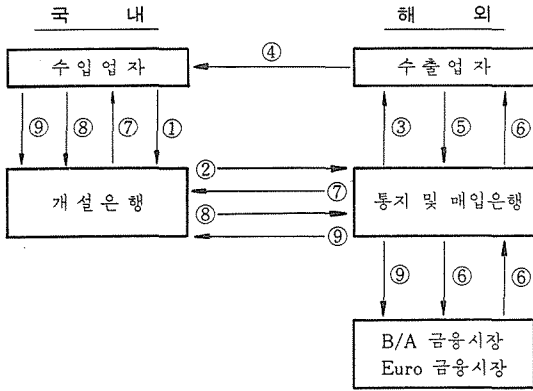 국 내
해 외
④
수입업자
수출업자
⑨ ⑧ ⑦ ①
③ ⑤ ⑥
②
⑦
⑧
⑨
개설은행
통지 및 매입은행
⑨ ⑥ ⑥
B/A 금융시장
Euro 금융시장